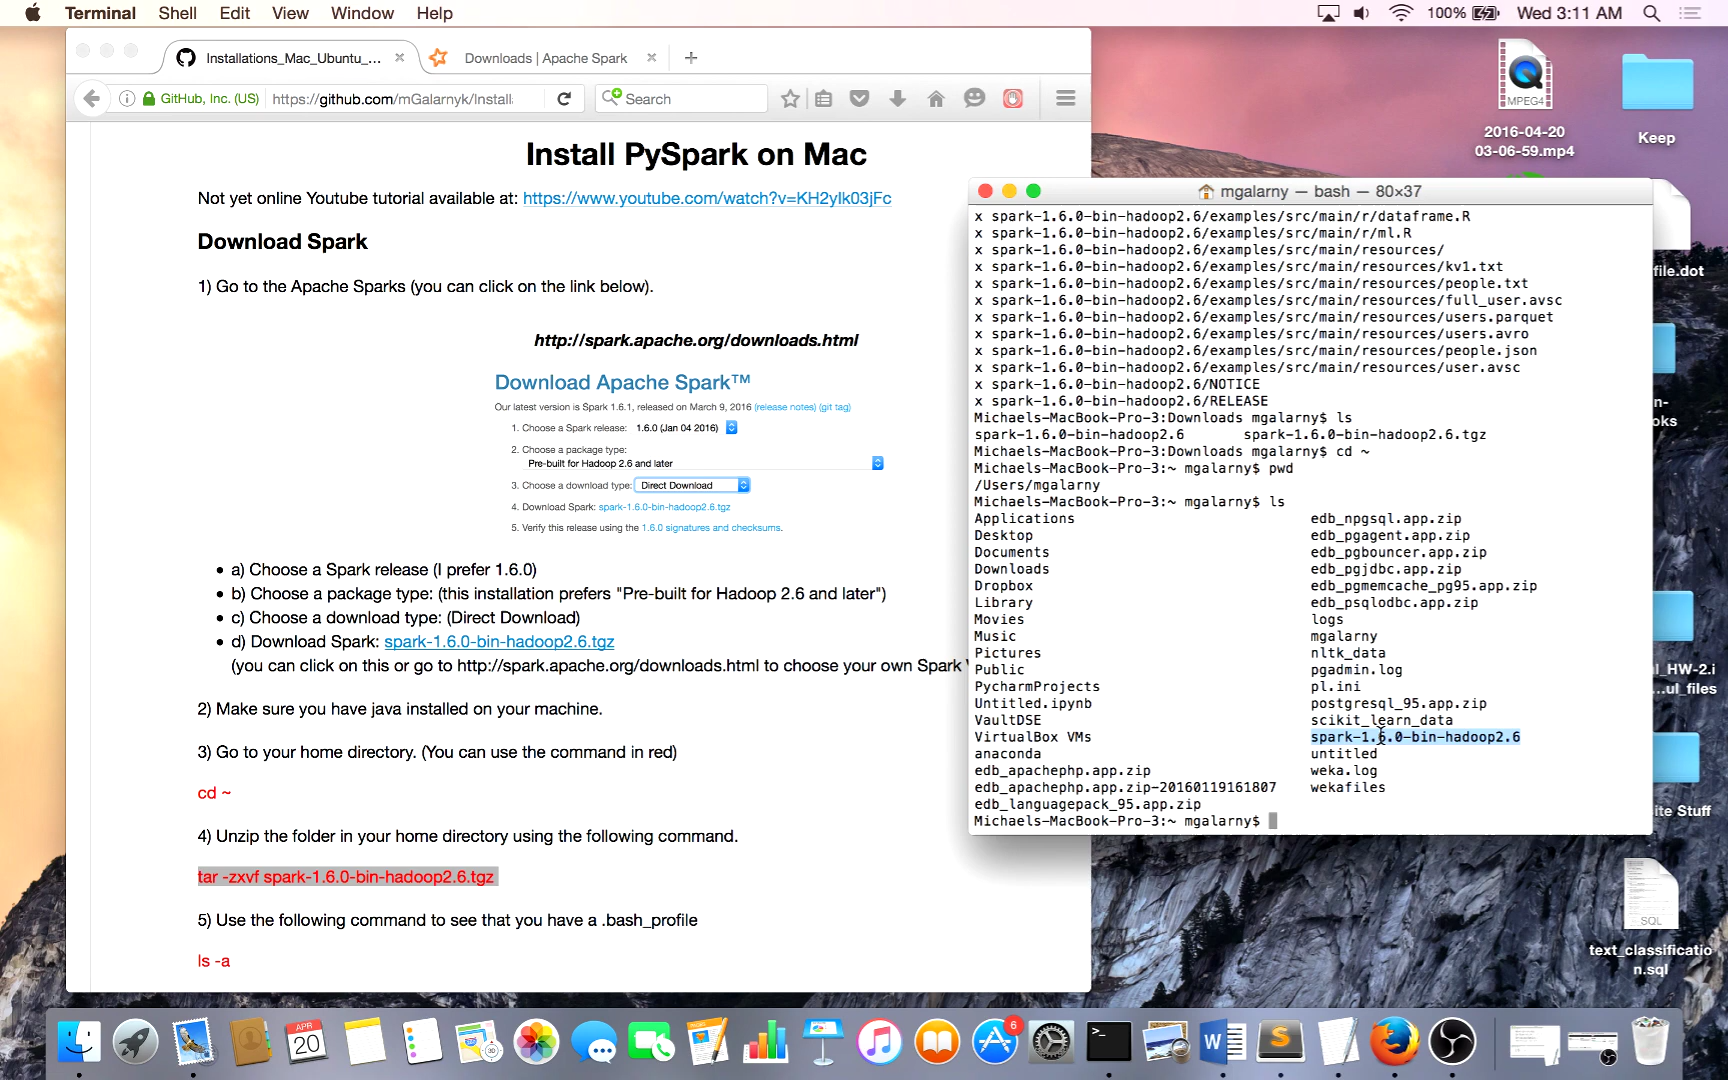 Terminal Shell Edit View Window Help 100% Wed 3:11 AM
Installations_Mac_Ubuntu_... Downloads | Apache Spark
GitHub, Inc. (US) https://github.com/mGalarnyk/Install Search
Install PySpark on Mac
Not yet online Youtube tutorial available at: https://www.youtube.com/watch?v=KH2yIk03jFc
Download Spark
1) Go to the Apache Sparks (you can click on the link below).
http://spark.apache.org/downloads.html
Download Apache Spark™
Our latest version is Spark 1.6.1, released on March 9, 2016 (release notes) (git tag)
1. Choose a Spark release: 1.6.0 (Jan 04 2016)
2. Choose a package type:
Pre-built for Hadoop 2.6 and later
3. Choose a download type: Direct Download
4. Download Spark: spark-1.6.0-bin-hadoop2.6.tgz
5. Verify this release using the 1.6.0 signatures and checksums.
a) Choose a Spark release (I prefer 1.6.0)
b) Choose a package type: (this installation prefers "Pre-built for Hadoop 2.6 and later")
c) Choose a download type: (Direct Download)
d) Download Spark: spark-1.6.0-bin-hadoop2.6.tgz
(you can click on this or go to http://spark.apache.org/downloads.html to choose your own Spark
2) Make sure you have java installed on your machine.
3) Go to your home directory. (You can use the command in red)
cd ~
4) Unzip the folder in your home directory using the following command.
tar -zxvf spark-1.6.0-bin-hadoop2.6.tgz
5) Use the following command to see that you have a .bash_profile
ls -a
mgalarny — bash — 80×37
x spark-1.6.0-bin-hadoop2.6/examples/src/main/r/dataframe.R
x spark-1.6.0-bin-hadoop2.6/examples/src/main/r/ml.R
x spark-1.6.0-bin-hadoop2.6/examples/src/main/resources/
x spark-1.6.0-bin-hadoop2.6/examples/src/main/resources/kv1.txt
x spark-1.6.0-bin-hadoop2.6/examples/src/main/resources/people.txt
x spark-1.6.0-bin-hadoop2.6/examples/src/main/resources/full_user.avsc
x spark-1.6.0-bin-hadoop2.6/examples/src/main/resources/users.parquet
x spark-1.6.0-bin-hadoop2.6/examples/src/main/resources/users.avro
x spark-1.6.0-bin-hadoop2.6/examples/src/main/resources/people.json
x spark-1.6.0-bin-hadoop2.6/examples/src/main/resources/user.avsc
x spark-1.6.0-bin-hadoop2.6/NOTICE
x spark-1.6.0-bin-hadoop2.6/RELEASE
Michaels-MacBook-Pro-3:Downloads mgalarny$ ls
spark-1.6.0-bin-hadoop2.6 spark-1.6.0-bin-hadoop2.6.tgz
Michaels-MacBook-Pro-3:Downloads mgalarny$ cd ~
Michaels-MacBook-Pro-3:~ mgalarny$ pwd
/Users/mgalarny
Michaels-MacBook-Pro-3:~ mgalarny$ ls
Applications edb_npgsql.app.zip
Desktop edb_pgagent.app.zip
Documents edb_pgbouncer.app.zip
Downloads edb_pgjdbc.app.zip
Dropbox edb_pgmemcache_pg95.app.zip
Library edb_psqlodbc.app.zip
Movies logs
Music mgalarny
Pictures nltk_data
Public pgadmin.log
PycharmProjects pl.ini
Untitled.ipynb postgresql_95.app.zip
VaultDSE scikit_learn_data
VirtualBox VMs spark-1.6.0-bin-hadoop2.6
anaconda untitled
edb_apachephp.app.zip weka.log
edb_apachephp.app.zip-20160119161807 wekafiles
edb_languagepack_95.app.zip
Michaels-MacBook-Pro-3:~ mgalarny$
MPEG4
2016-04-20
03-06-59.mp4
Keep
file.dot
n-
oks
l_HW-2.i
...ul_files
ite Stuff
SQL
text_classificatio
n.sql
APR
20
6